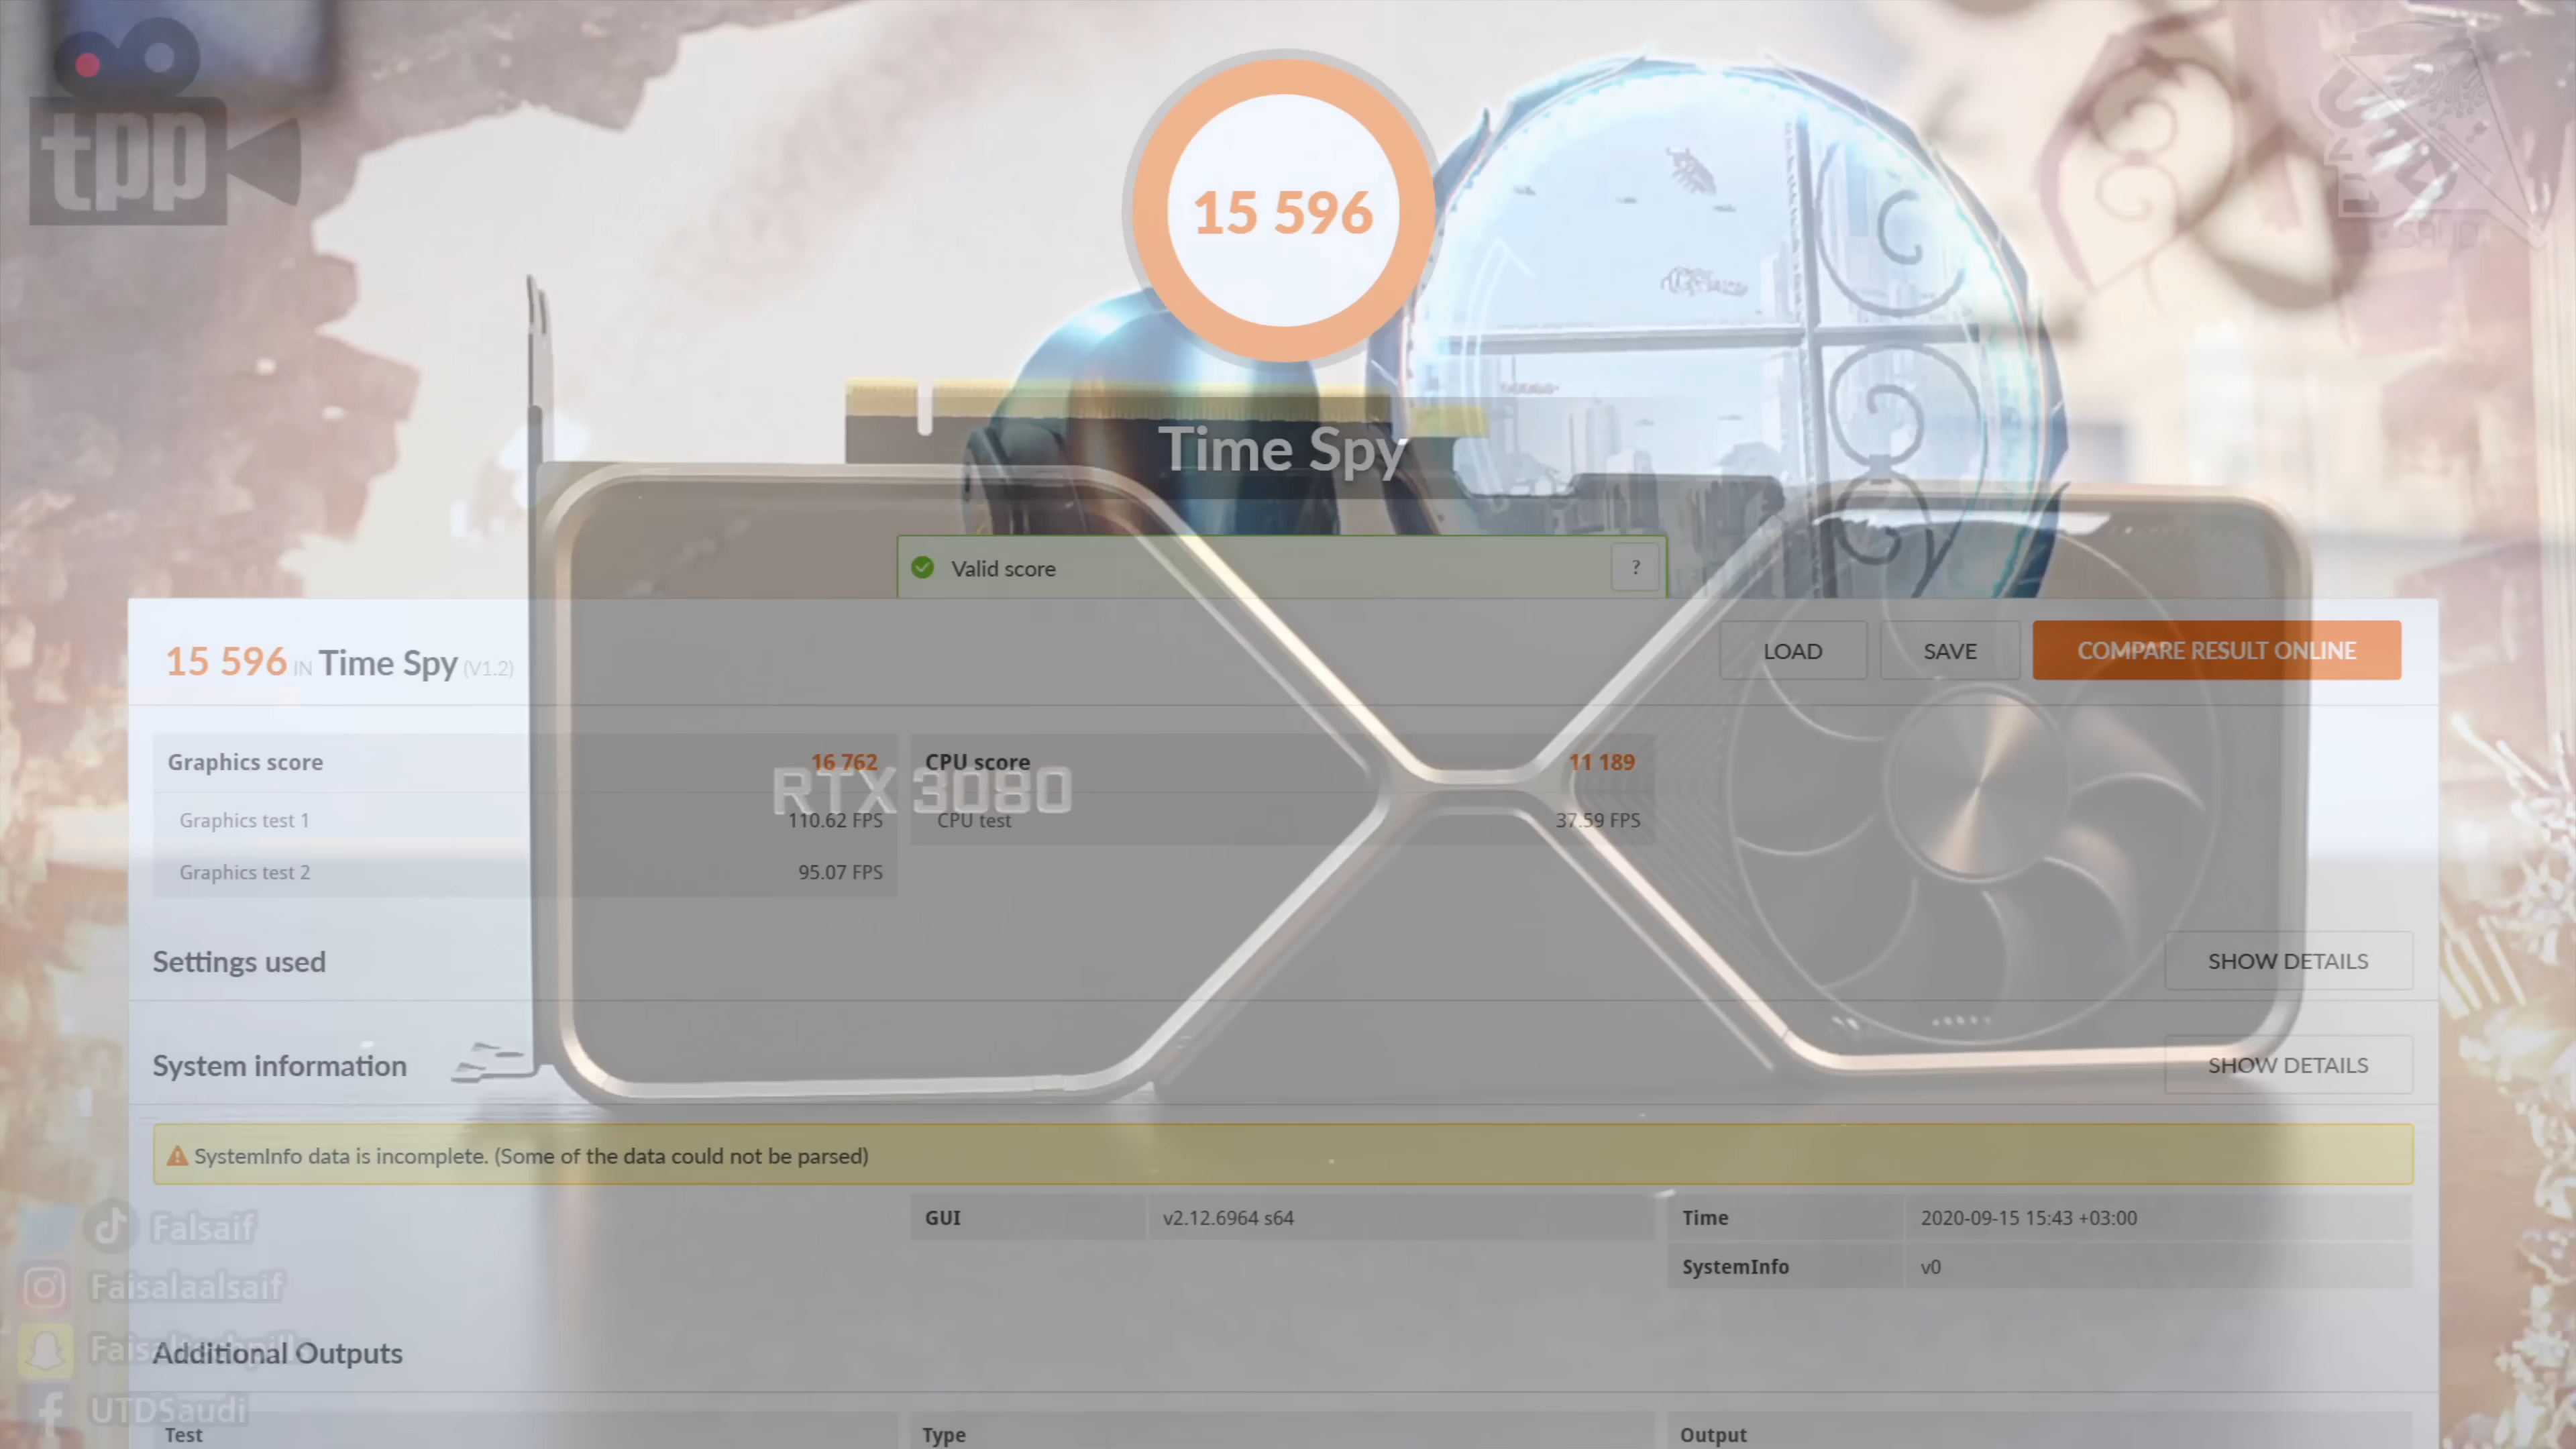 tpp
15 596
Time Spy
Valid score ?
15 596 IN Time Spy (V1.2)
LOAD SAVE COMPARE RESULT ONLINE
Graphics score 16 762 CPU score 11 189
RTX 3080
Graphics test 1 110.62 FPS CPU test 37.59 FPS
Graphics test 2 95.07 FPS
Settings used SHOW DETAILS
System information SHOW DETAILS
SystemInfo data is incomplete. (Some of the data could not be parsed)
GUI v2.12.6964 s64 Time 2020-09-15 15:43 +03:00
SystemInfo v0
Falsaif
Faisalaalsaif
Additional Outputs
UTDSaudi
Test Type Output